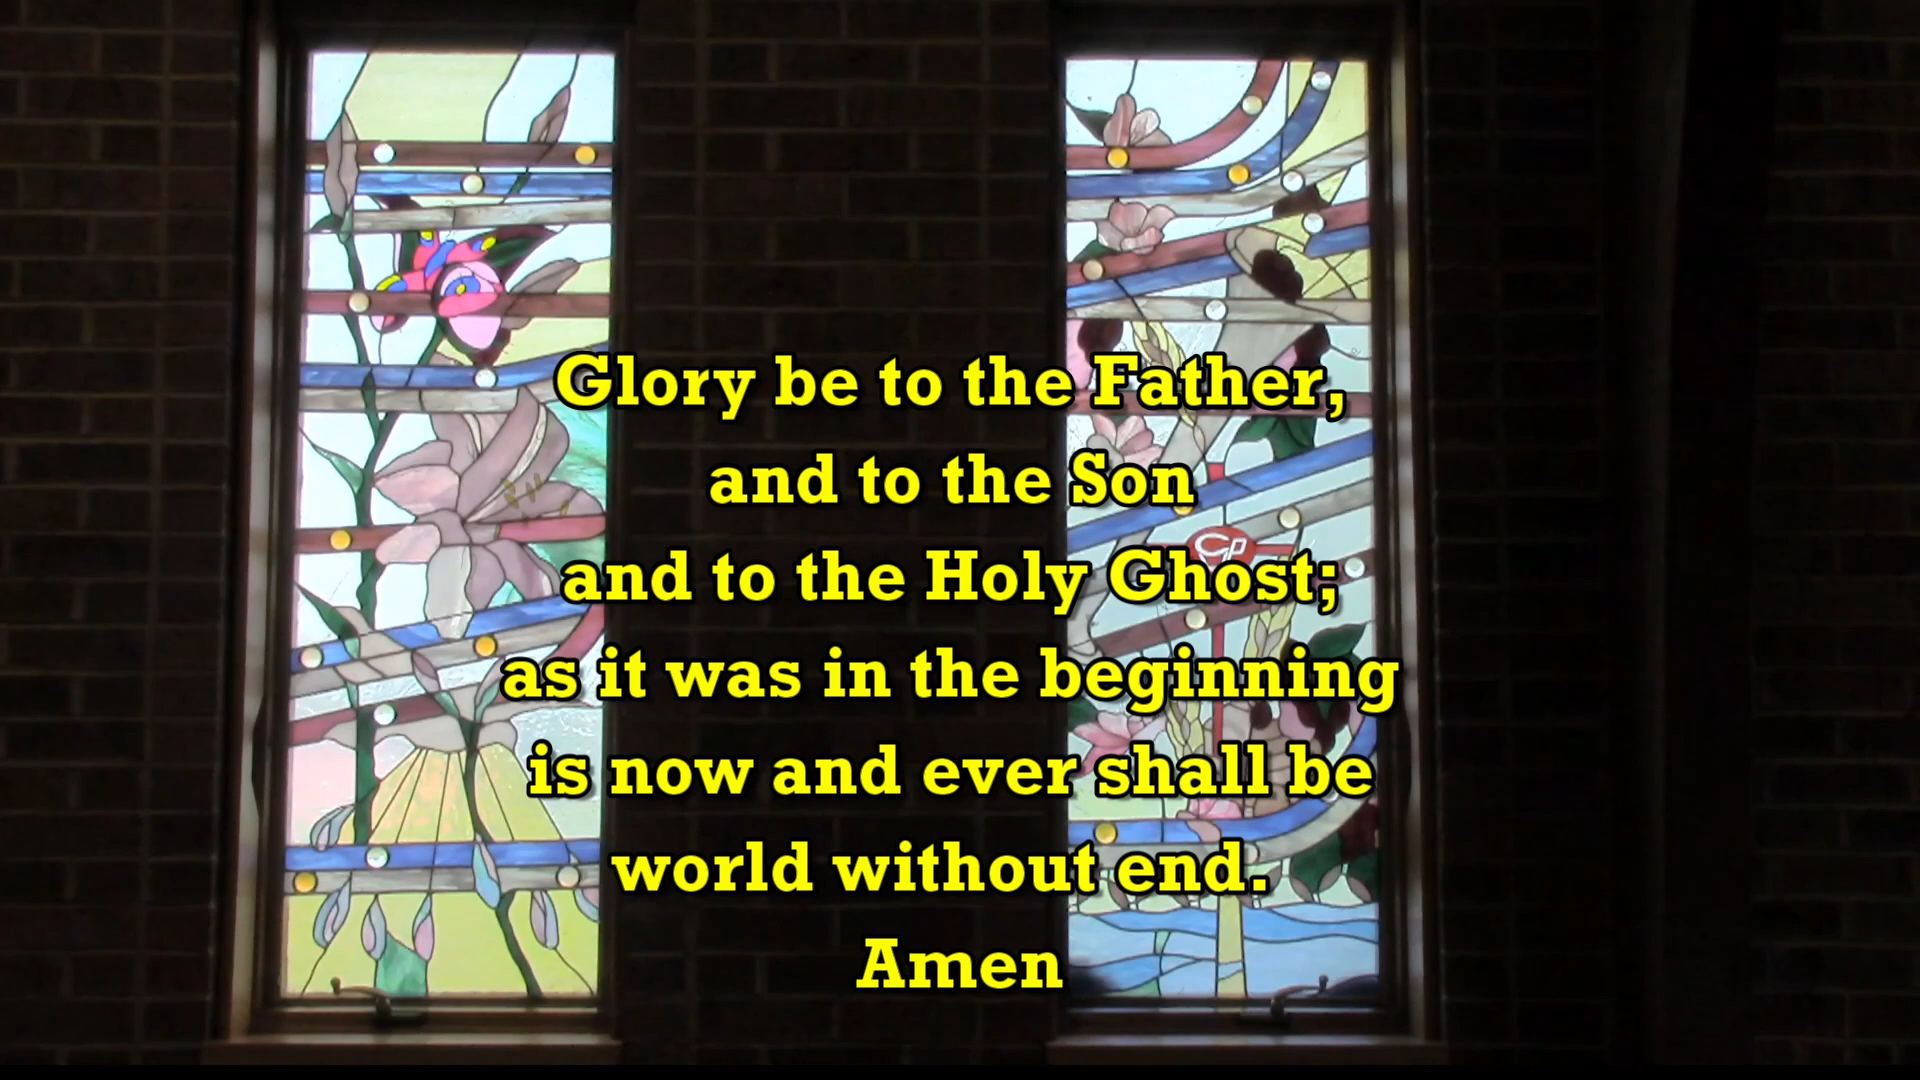 Glory be to the Father,
and to the Son
and to the Holy Ghost;
as it was in the beginning
is now and ever shall be
world without end.
Amen